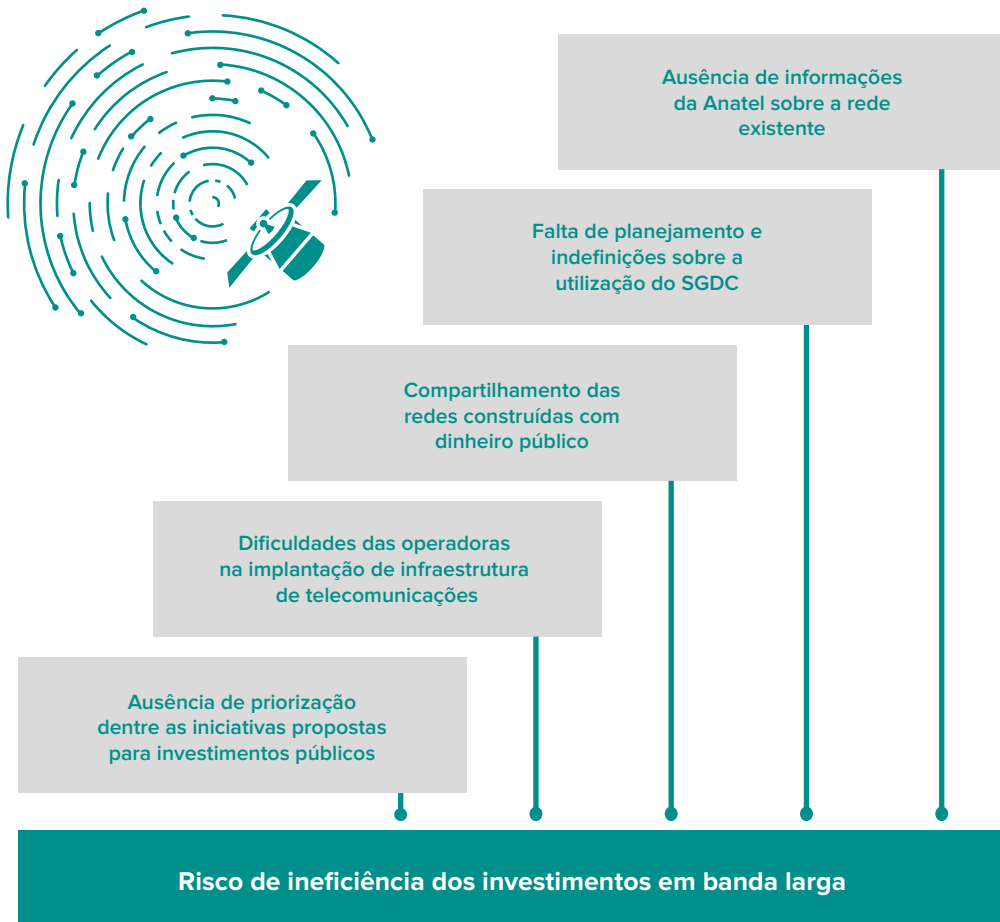 Ausência de informações
da Anatel sobre a rede
existente
Falta de planejamento e
indefinições sobre a
utilização do SGDC
Compartilhamento das
redes construídas com
dinheiro público
Dificuldades das operadoras
na implantação de infraestrutura
de telecomunicações
Ausência de priorização
dentre as iniciativas propostas
para investimentos públicos
Risco de ineficiência dos investimentos em banda larga